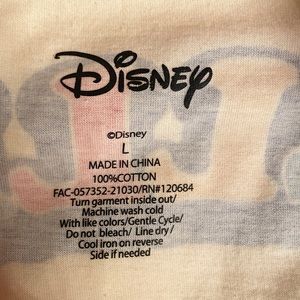 Disney
©Disney
L
MADE IN CHINA
100%COTTON
FAC-057352-21030/RN#120684
Turn garment inside out/
Machine wash cold
With like colors/Gentle Cycle/
Do not bleach/ Line dry/
Cool iron on reverse
Side if needed